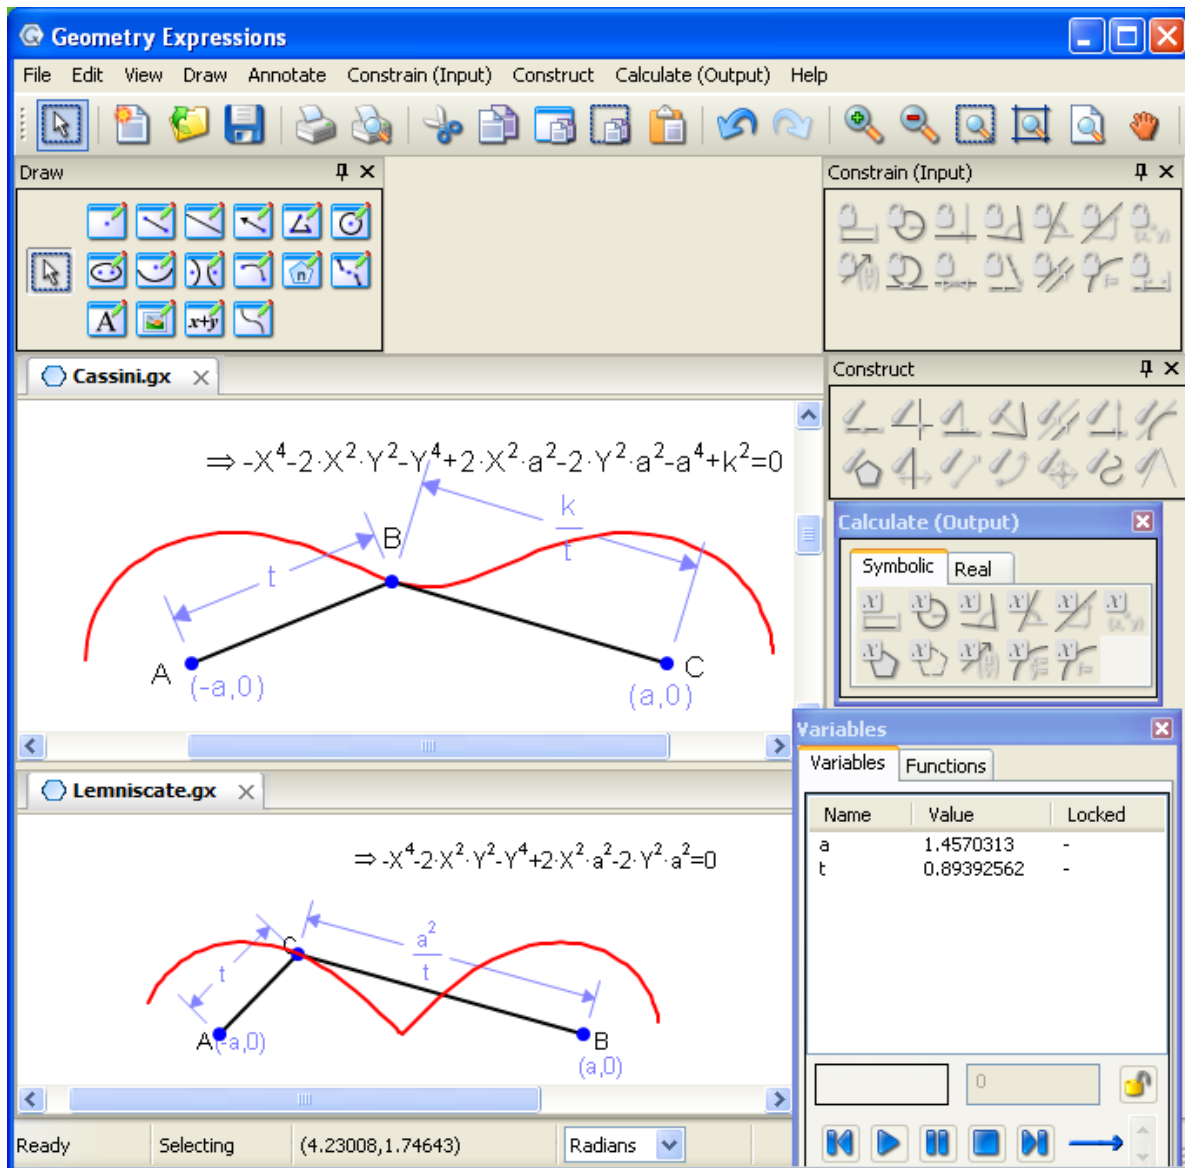 Geometry Expressions
File Edit View Draw Annotate Constrain (Input) Construct Calculate (Output) Help
Draw
Constrain (Input)
A x+y
Cassini.gx
Construct
⇒ -X⁴-2·X²·Y²-Y⁴+2·X²·a²-2·Y²·a²-a⁴+k²=0
k
t
B
t
A
(-a,0)
C
(a,0)
Calculate (Output)
Symbolic Real
Lemniscate.gx
⇒ -X⁴-2·X²·Y²-Y⁴+2·X²·a²-2·Y²·a²=0
C
a²
t
t
A
(-a,0)
B
(a,0)
Variables
Variables Functions
Name Value Locked
a 1.4570313 -
t 0.89392562 -
0
Ready Selecting (4.23008,1.74643) Radians